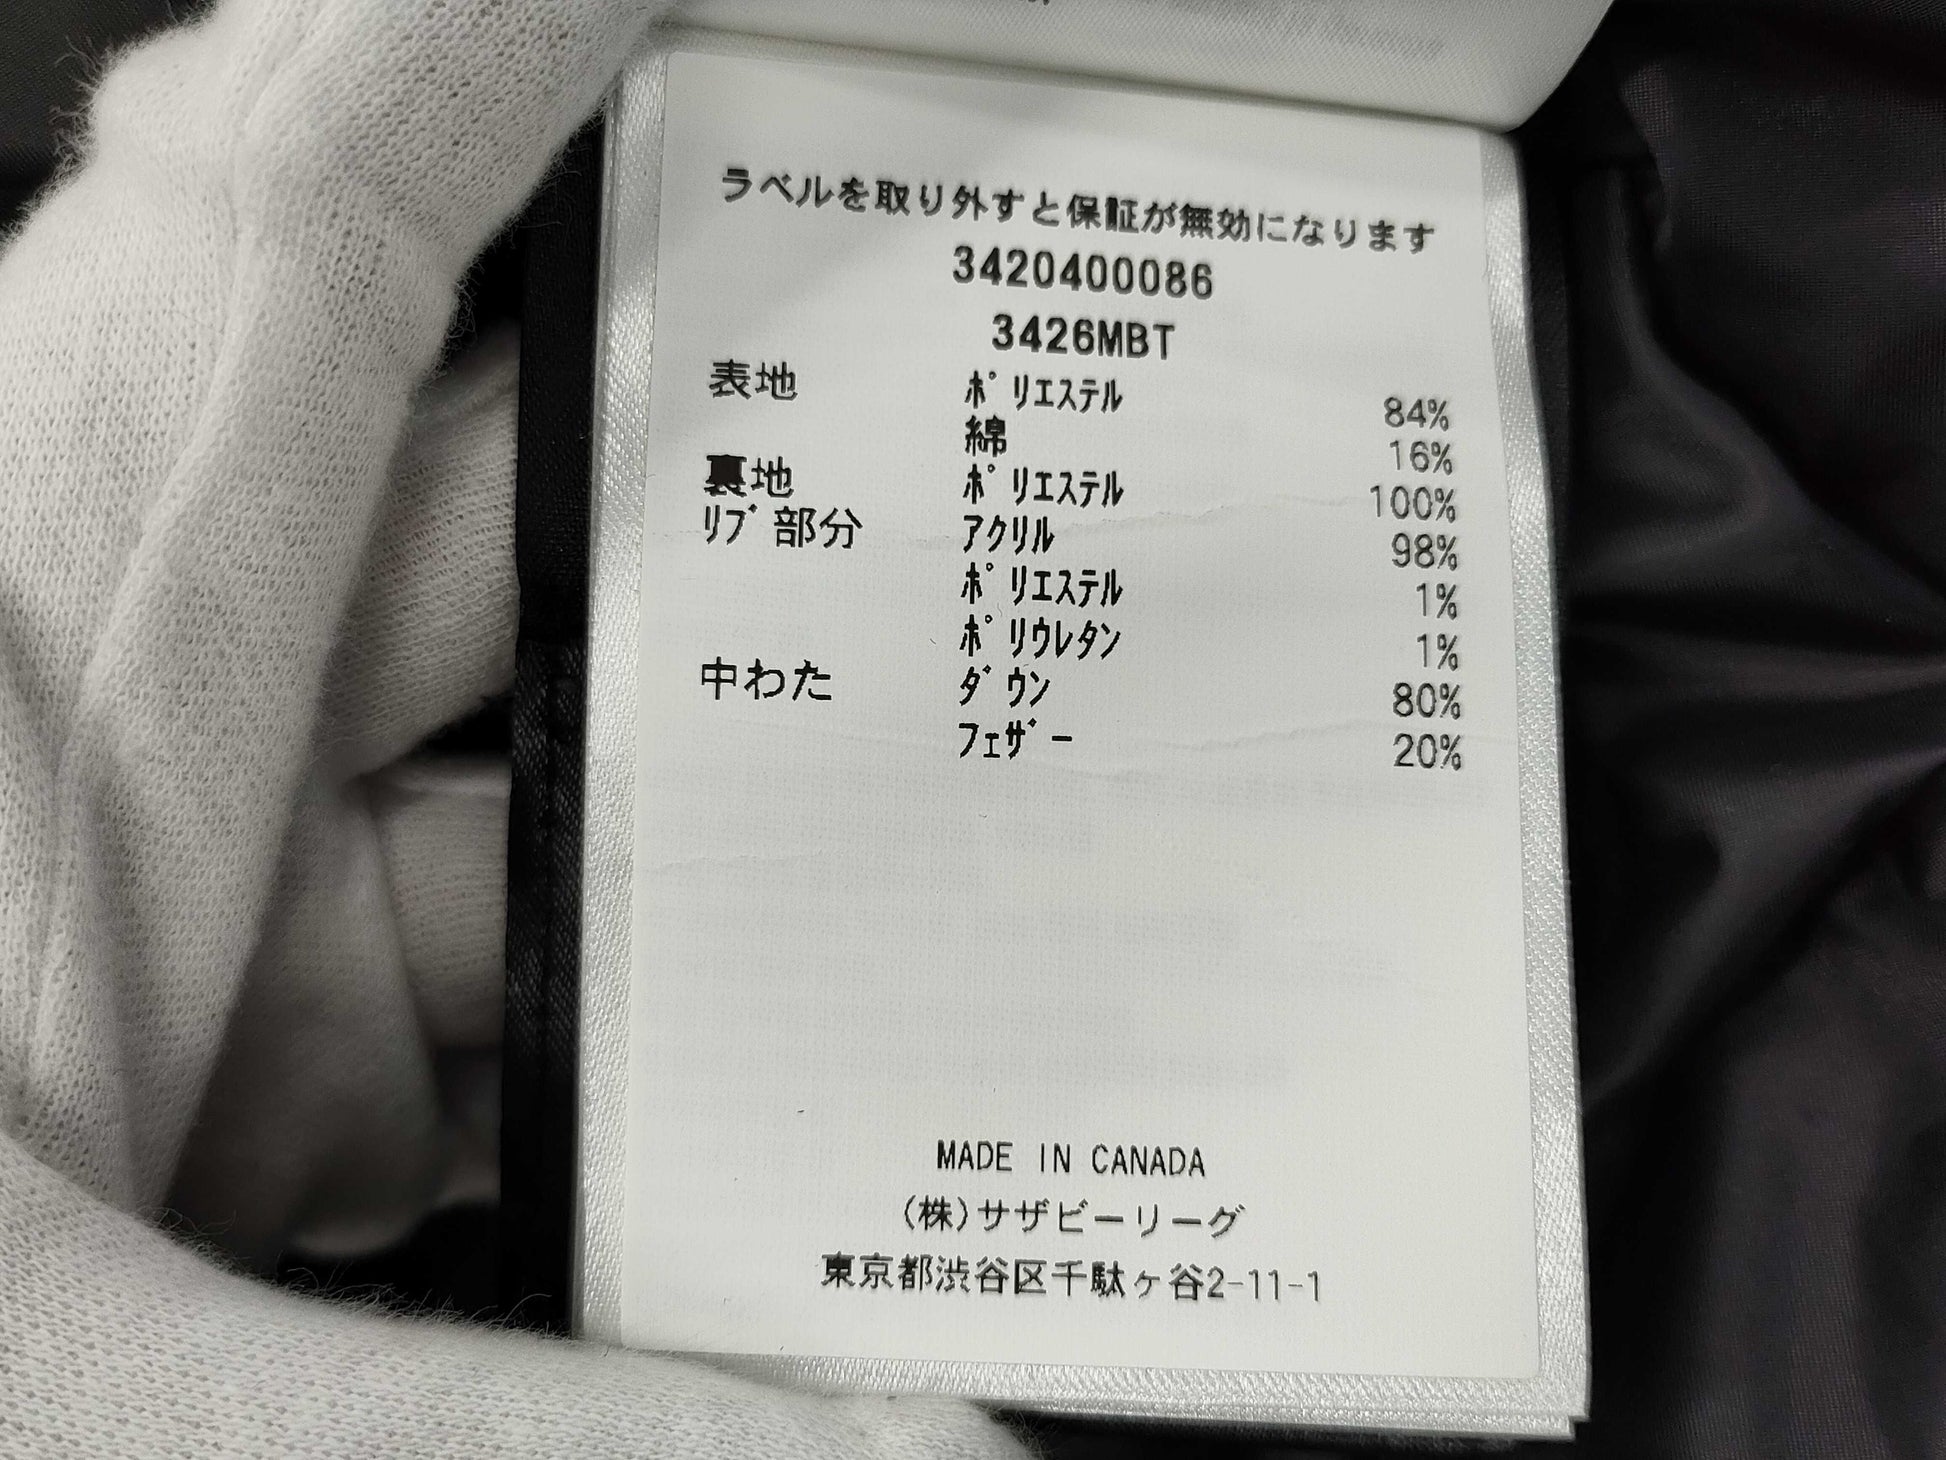 ラベルを取り外すと保証が無効になります
3420400086
3426MBT
表地 ポリエステル 84%
綿 16%
裏地 ポリエステル 100%
リブ部分 アクリル 98%
ポリエステル 1%
ポリウレタン 1%
中わた ダウン 80%
フェザー 20%
MADE IN CANADA
(株)サザビーリーグ
東京都渋谷区千駄ヶ谷2-11-1